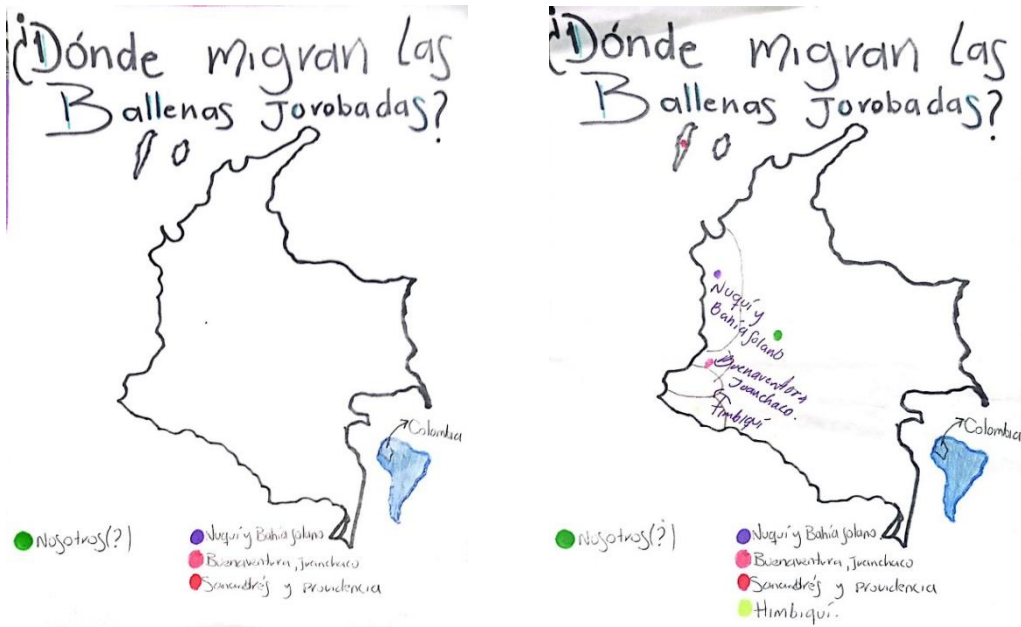 ¿Dónde migran las
Ballenas Jorobadas?
Colombia
Nosotros(?)
Nuquí y Bahía Solano
Buenaventura, Juanchaco
Sanandrés y providencia
¿Dónde migran las
Ballenas Jorobadas?
Nuquí y
Bahía Solano
Buenaventura
Juanchaco.
Timbiquí
Colombia
Nosotros(?)
Nuquí y Bahía Solano
Buenaventura, Juanchaco
Sanandrés y providencia
Himbiquí.